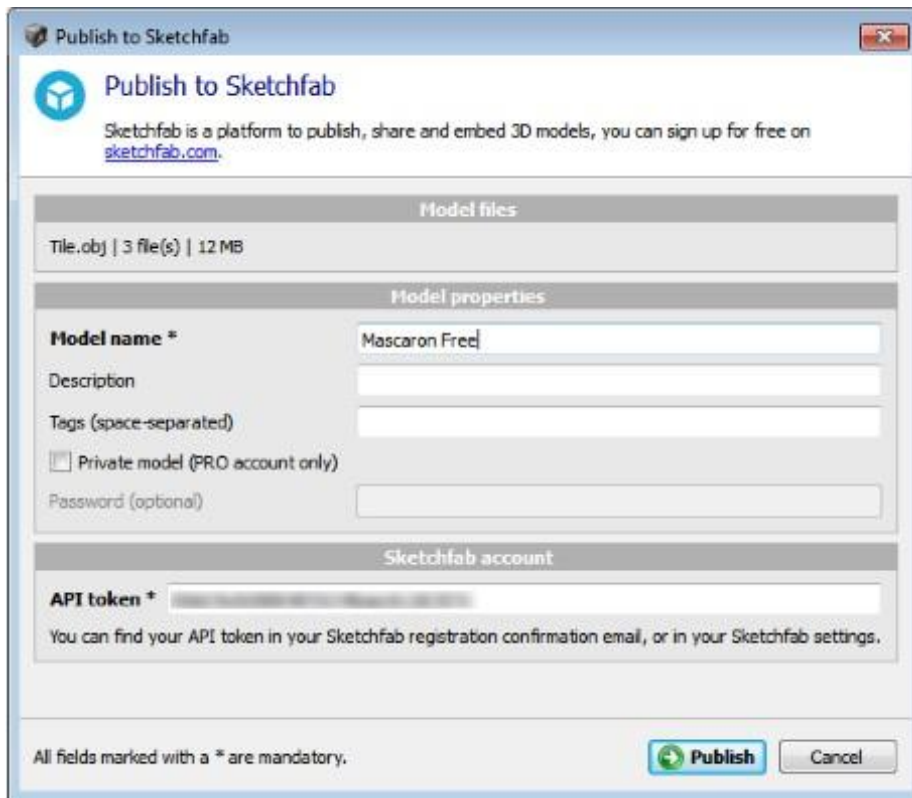 Publish to Sketchfab
Publish to Sketchfab
Sketchfab is a platform to publish, share and embed 3D models, you can sign up for free on
sketchfab.com.
Model files
Tile.obj | 3 file(s) | 12 MB
Model properties
Model name * Mascaron Free
Description
Tags (space-separated)
Private model (PRO account only)
Password (optional)
Sketchfab account
API token *
You can find your API token in your Sketchfab registration confirmation email, or in your Sketchfab settings.
All fields marked with a * are mandatory.
Publish Cancel